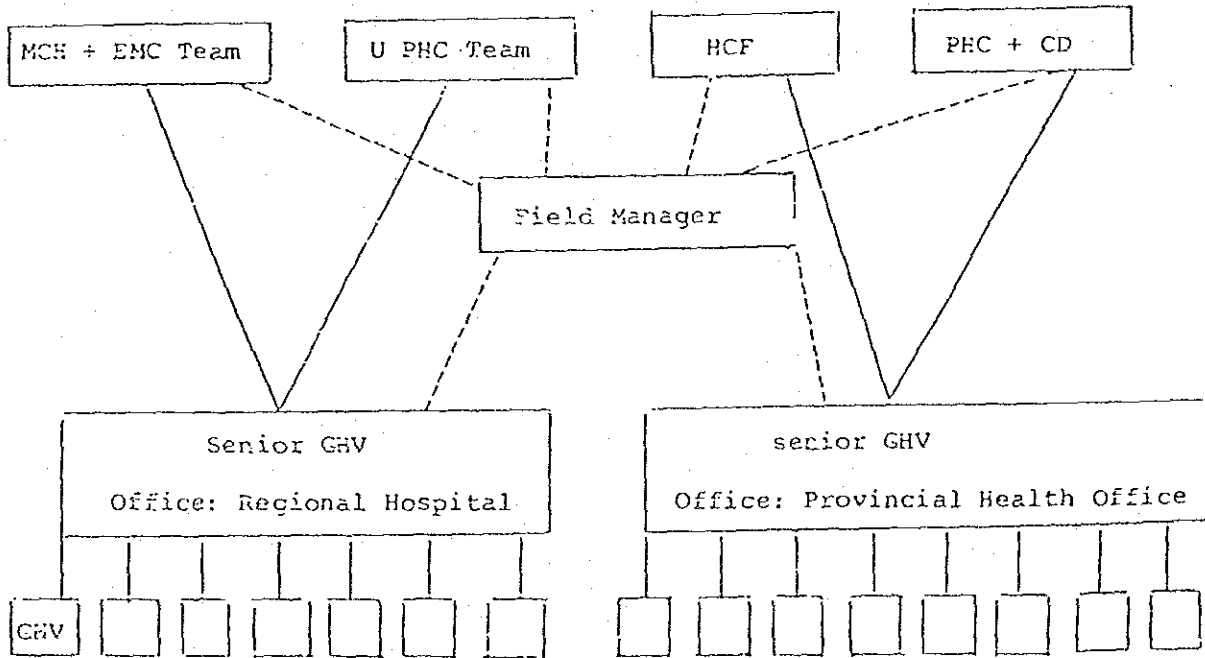 MCH + EMC Team
U PHC Team
HCF
PHC + CD
Field Manager
Senior GHV
Office: Regional Hospital
senior GHV
Office: Provincial Health Office
GHV